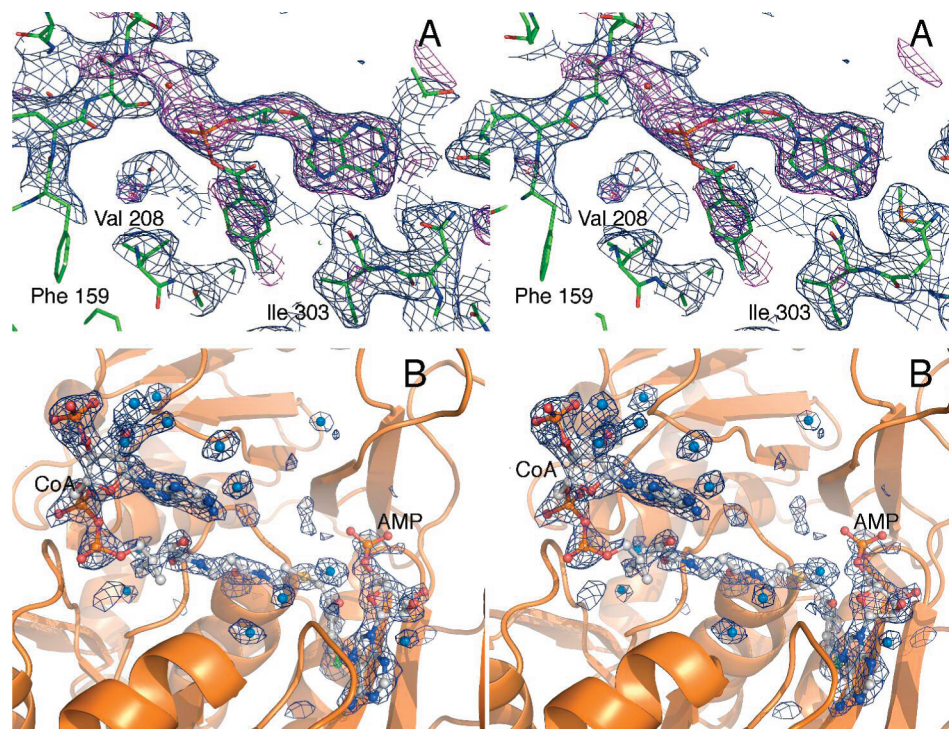 A A
Val 208 Val 208
Phe 159 Phe 159
Ile 303 Ile 303
B B
CoA CoA
AMP AMP